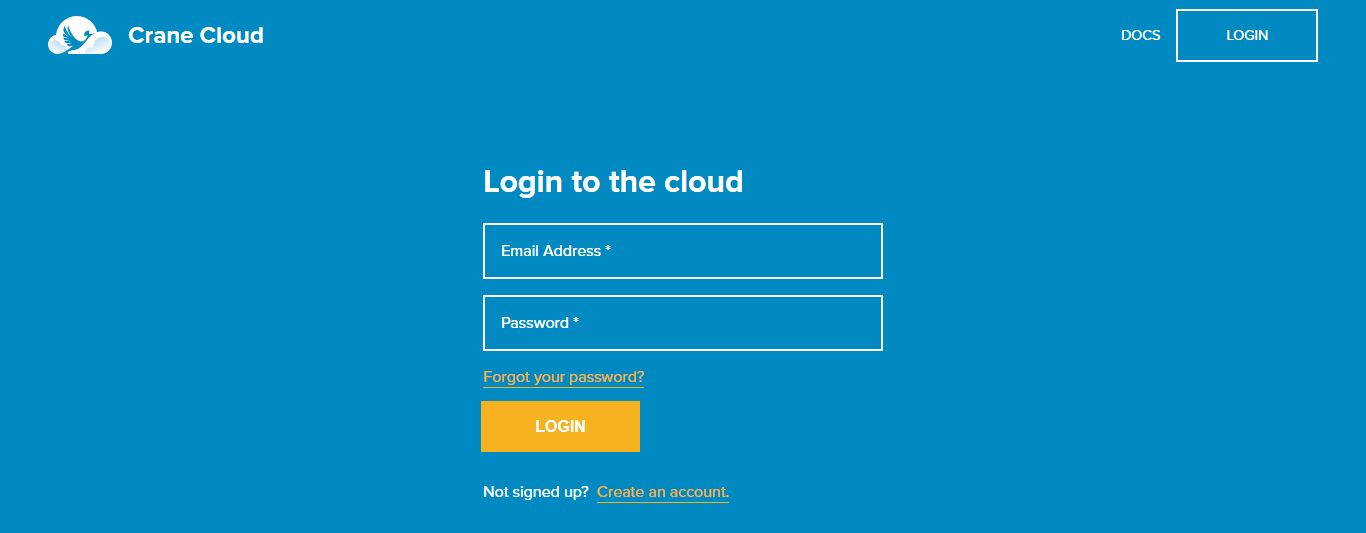 Crane Cloud
DOCS
LOGIN
Login to the cloud
Email Address *
Password *
Forgot your password?
LOGIN
Not signed up? Create an account.